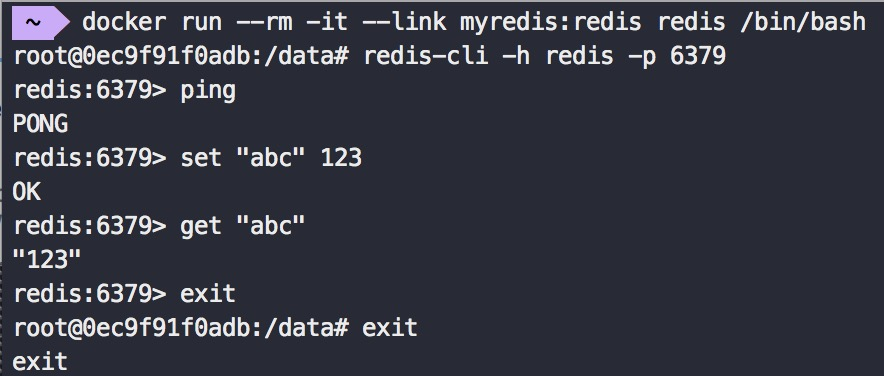 ~ docker run --rm -it --link myredis:redis redis /bin/bash
root@0ec9f91f0adb:/data# redis-cli -h redis -p 6379
redis:6379> ping
PONG
redis:6379> set "abc" 123
OK
redis:6379> get "abc"
"123"
redis:6379> exit
root@0ec9f91f0adb:/data# exit
exit